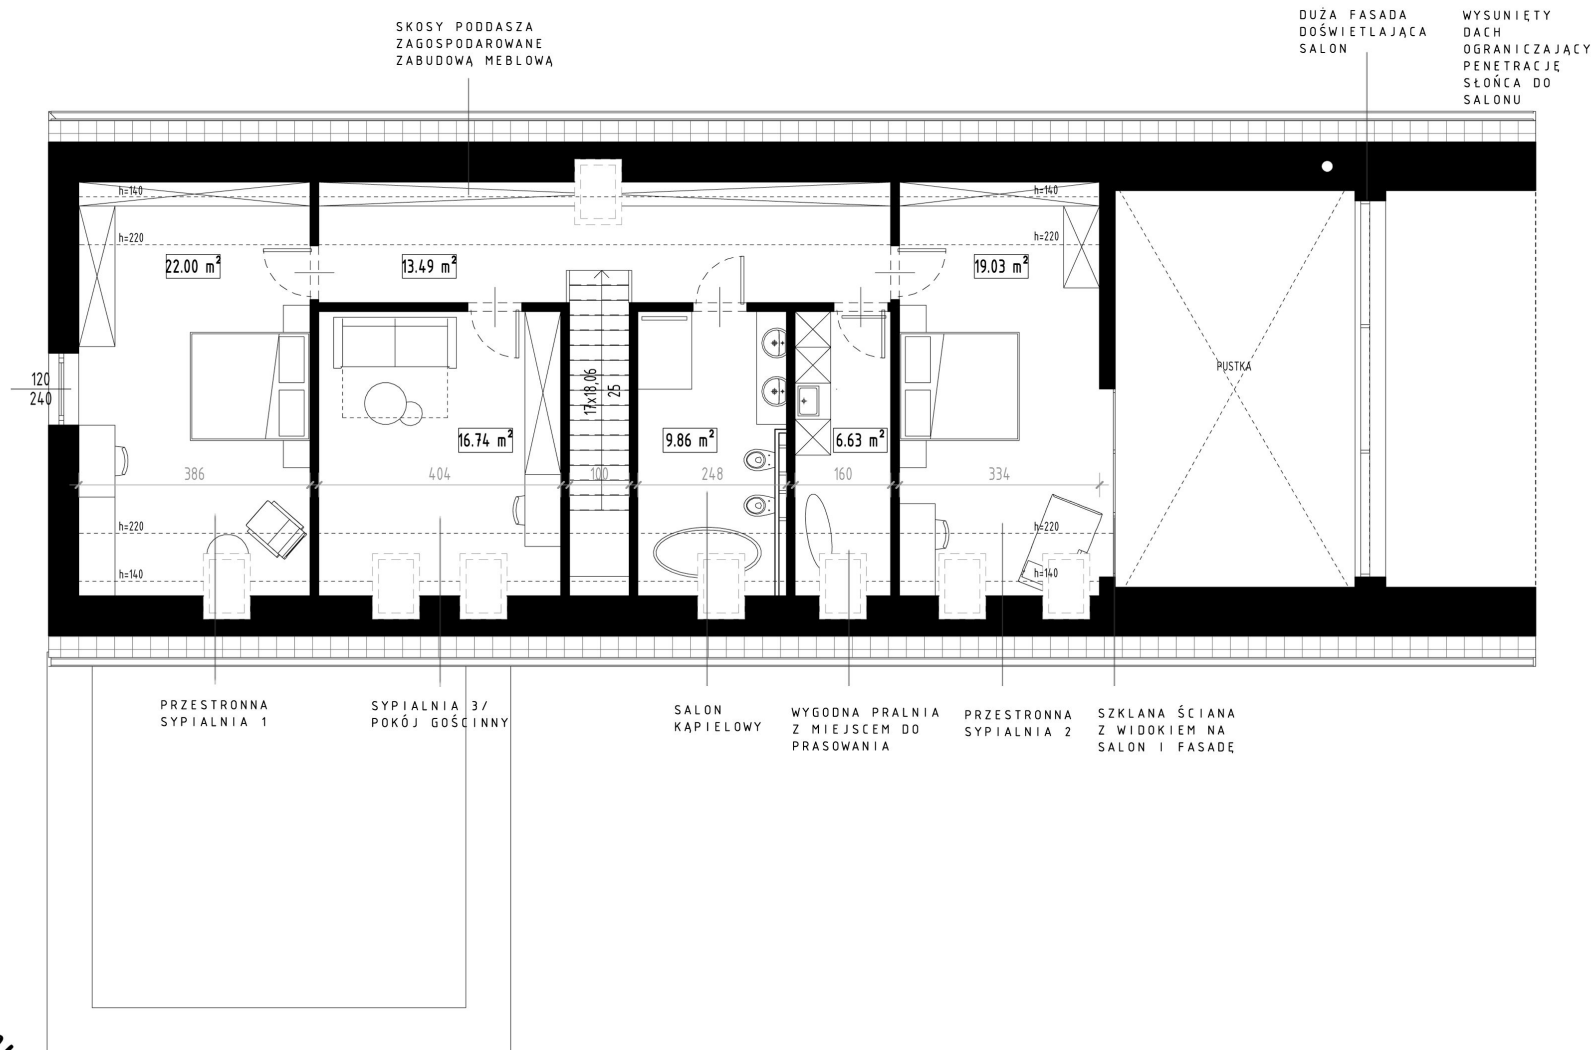 SKOSY PODDASZA
ZAGOSPODAROWANE
ZABUDOWĄ MEBLOWĄ
DUŻA FASADA
DOŚWIETLAJĄCA
SALON
WYSUNIĘTY
DACH
OGRANICZAJĄCY
PENETRACJĘ
SŁOŃCA DO
SALONU
h=140
h=140
h=220
h=220
22.00 m²
13.49 m²
19.03 m²
PUSTKA
120
240
17x18,06
25
16.74 m²
9.86 m²
6.63 m²
386
404
100
248
160
334
h=220
h=220
h=140
h=140
PRZESTRONNA
SYPIALNIA 1
SYPIALNIA 3/
POKÓJ GOŚCINNY
SALON
KĄPIELOWY
WYGODNA PRALNIA
Z MIEJSCEM DO
PRASOWANIA
PRZESTRONNA
SYPIALNIA 2
SZKLANA ŚCIANA
Z WIDOKIEM NA
SALON I FASADĘ